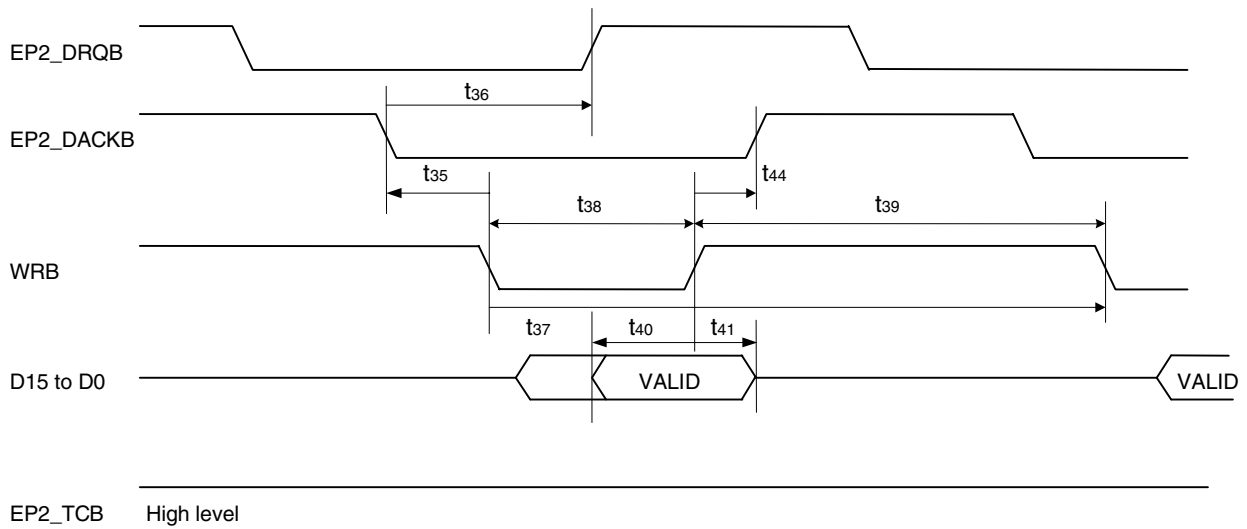 EP2_DRQB
t36
EP2_DACKB
t35
t44
t38
t39
WRB
t37
t40
t41
D15 to D0
VALID
VALID
EP2_TCB
High level